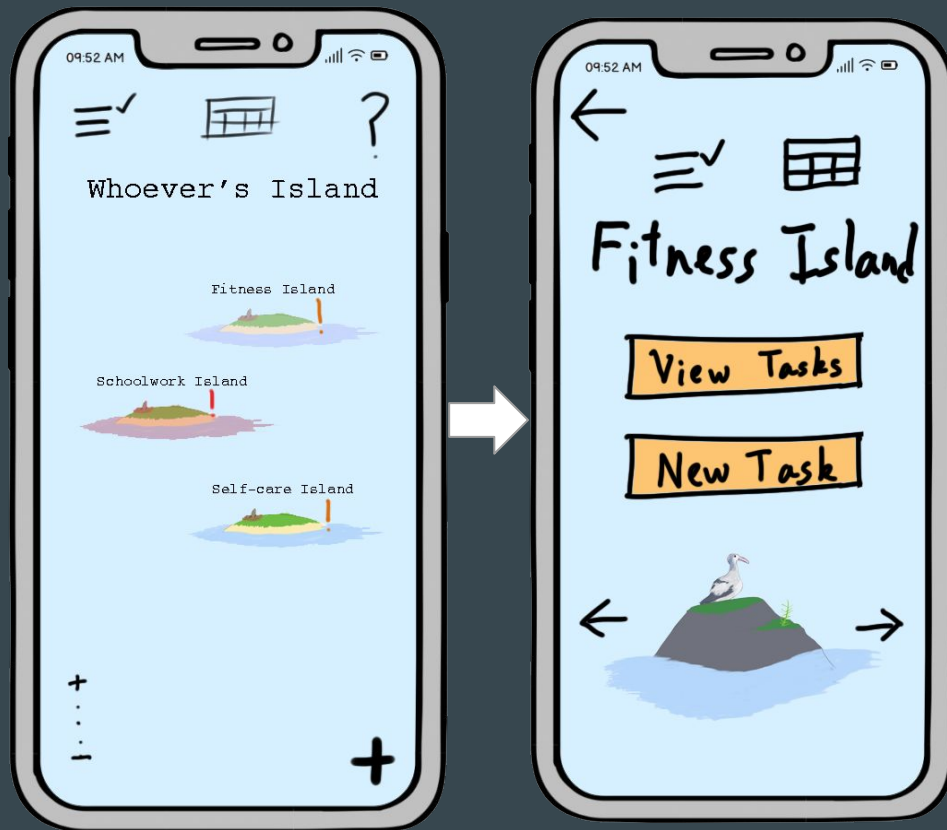 09:52 AM
?
Whoever's Island
Fitness Island
!
Schoolwork Island
!
Self-care Island
!
+
-
+
09:52 AM
Fitness Island
View Tasks
New Task